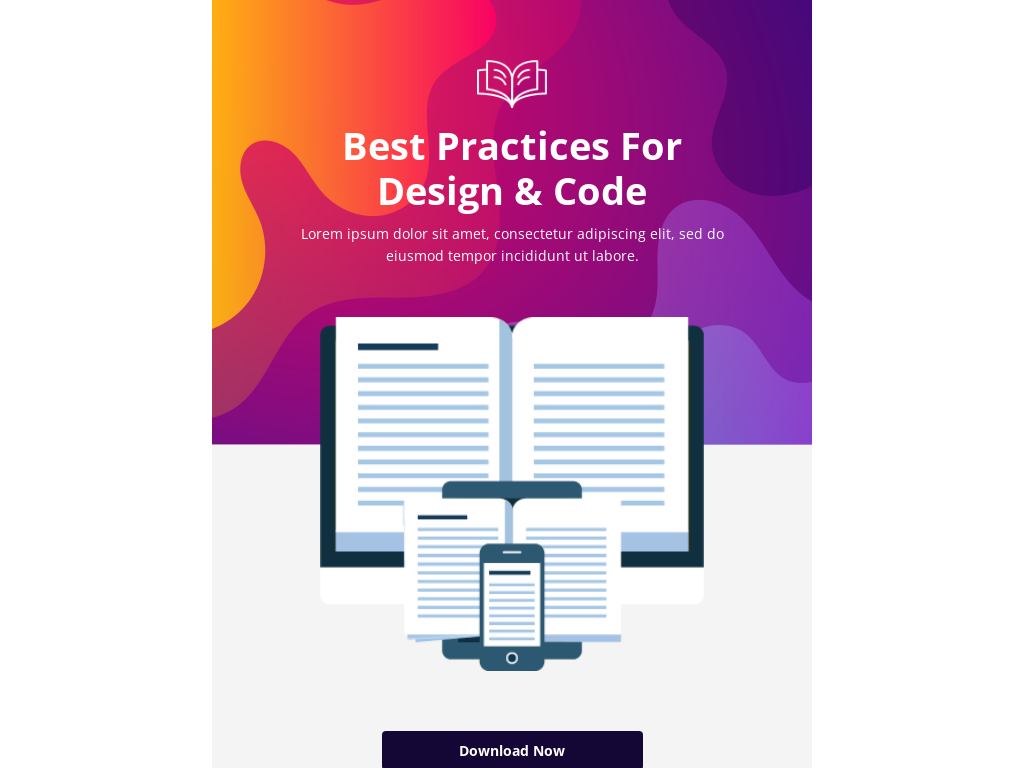 Best Practices For
Design & Code
Lorem ipsum dolor sit amet, consectetur adipiscing elit, sed do
eiusmod tempor incididunt ut labore.
Download Now